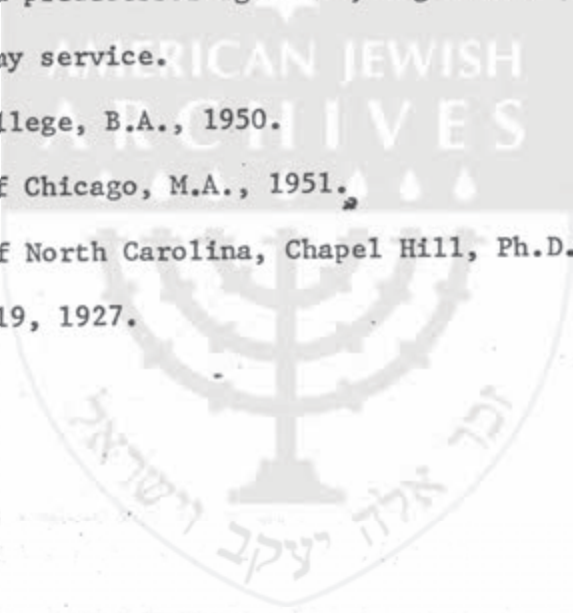 ny service.
AMERICAN JEWISH
ARCHIVES
llege, B.A., 1950.
f Chicago, M.A., 1951.
f North Carolina, Chapel Hill, Ph.D.
19, 1927.
זכר אלה יעקב וישראל